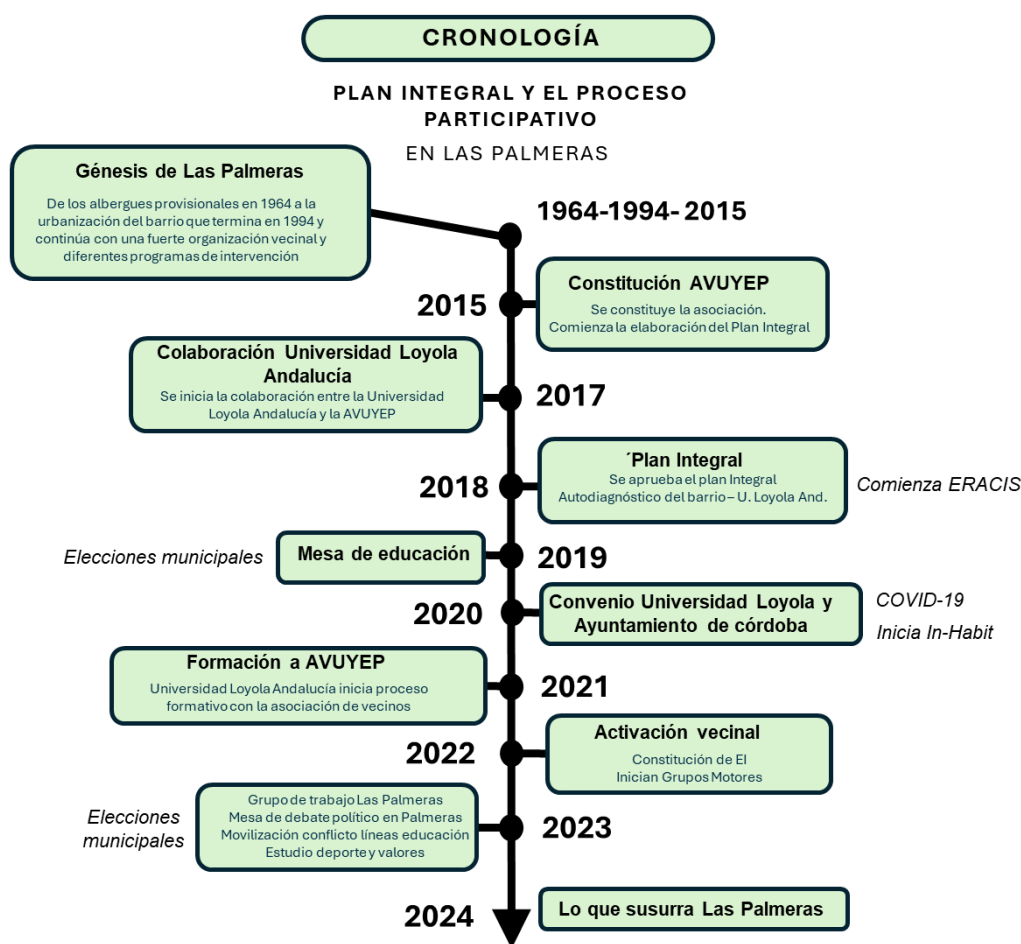 CRONOLOGÍA
PLAN INTEGRAL Y EL PROCESO
PARTICIPATIVO
EN LAS PALMERAS
Génesis de Las Palmeras
De los albergues provisionales en 1964 a la
urbanización del barrio que termina en 1994 y
continúa con una fuerte organización vecinal y
diferentes programas de intervención
1964-1994- 2015
2015
Constitución AVUYEP
Se constituye la asociación.
Comienza la elaboración del Plan Integral
Colaboración Universidad Loyola
Andalucía
Se inicia la colaboración entre la Universidad
Loyola Andalucía y la AVUYEP
2017
2018
´Plan Integral
Se aprueba el plan Integral
Autodiagnóstico del barrio – U. Loyola And.
Comienza ERACIS
Elecciones municipales
Mesa de educación
2019
2020
Convenio Universidad Loyola y
Ayuntamiento de córdoba
COVID-19
Inicia In-Habit
Formación a AVUYEP
Universidad Loyola Andalucía inicia proceso
formativo con la asociación de vecinos
2021
2022
Activación vecinal
Constitución de EI
Inician Grupos Motores
Elecciones
municipales
Grupo de trabajo Las Palmeras
Mesa de debate político en Palmeras
Movilización conflicto líneas educación
Estudio deporte y valores
2023
2024
Lo que susurra Las Palmeras